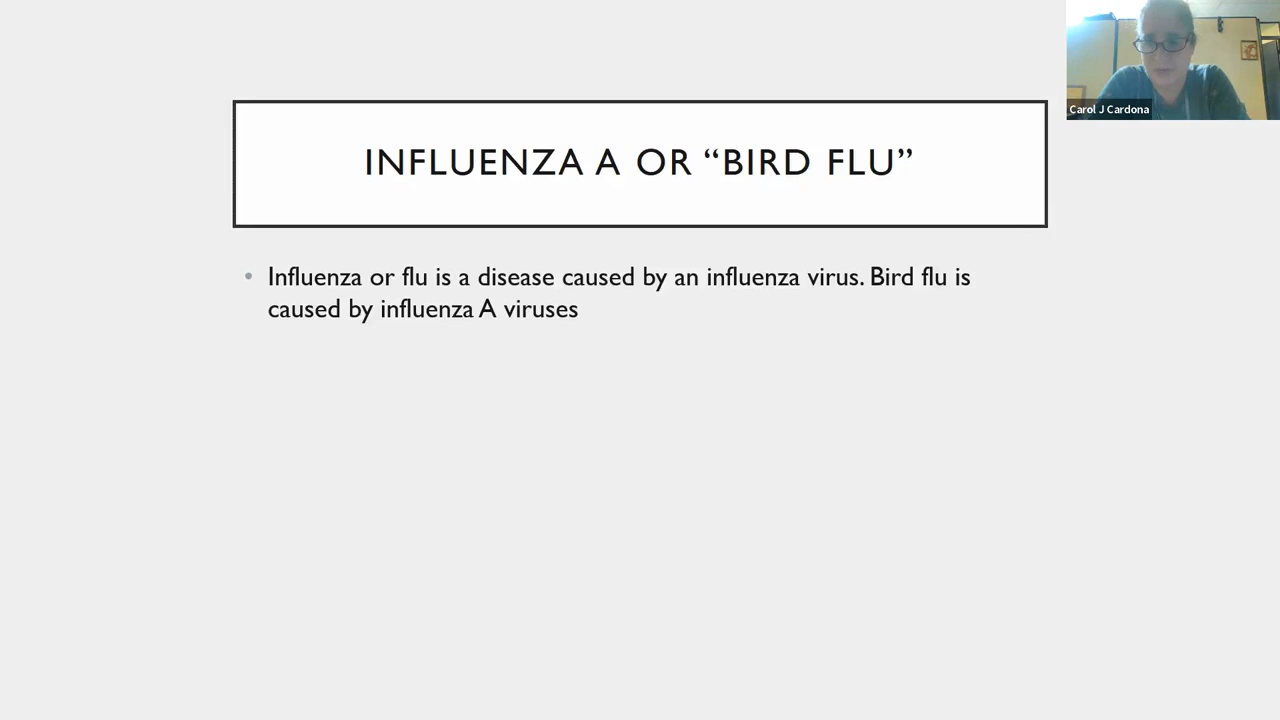 INFLUENZA A OR “BIRD FLU”
Carol J Cardona
• Influenza or flu is a disease caused by an influenza virus. Bird flu is
caused by influenza A viruses